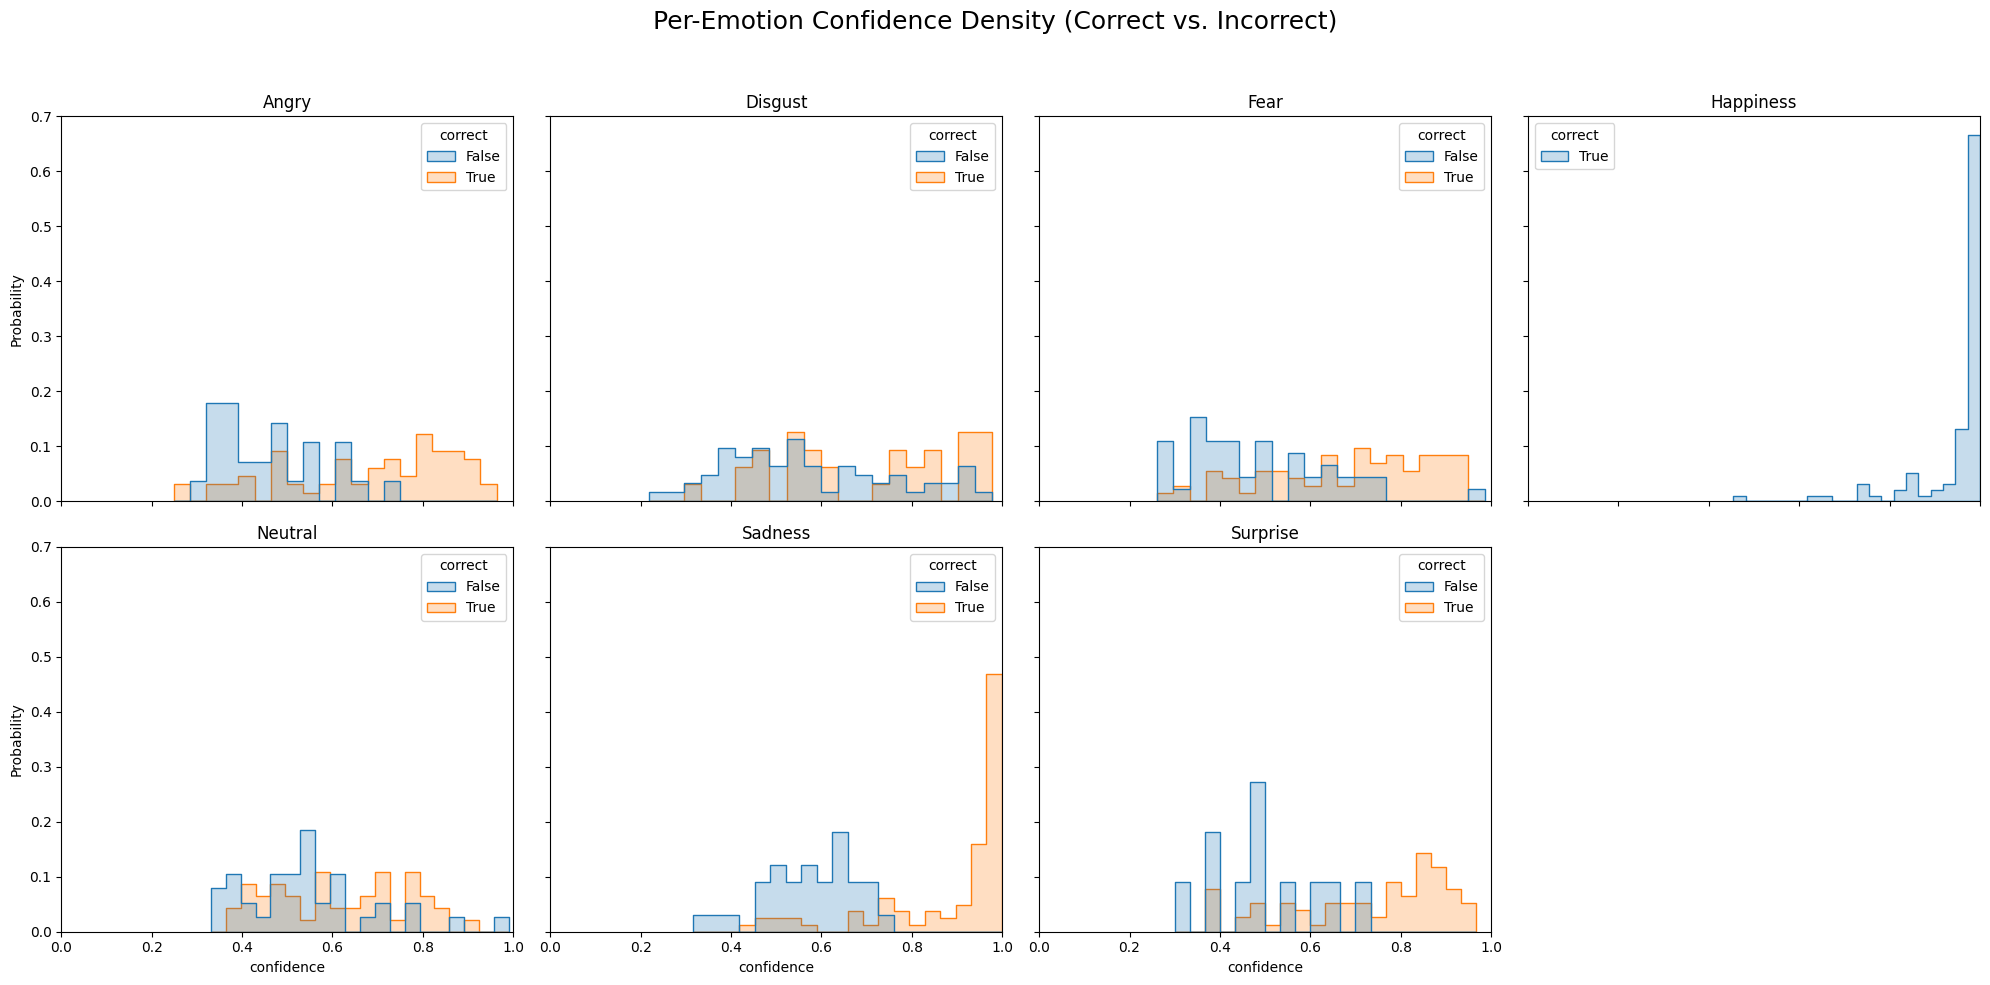 Per-Emotion Confidence Density (Correct vs. Incorrect)
Angry
correct
False
True
Probability
0.7
0.6
0.5
0.4
0.3
0.2
0.1
0.0
Disgust
correct
False
True
Fear
correct
False
True
Happiness
correct
True
Neutral
correct
False
True
Probability
0.7
0.6
0.5
0.4
0.3
0.2
0.1
0.0
0.0 0.2 0.4 0.6 0.8 1.0
confidence
Sadness
correct
False
True
0.0 0.2 0.4 0.6 0.8 1.0
confidence
Surprise
correct
False
True
0.0 0.2 0.4 0.6 0.8 1.0
confidence